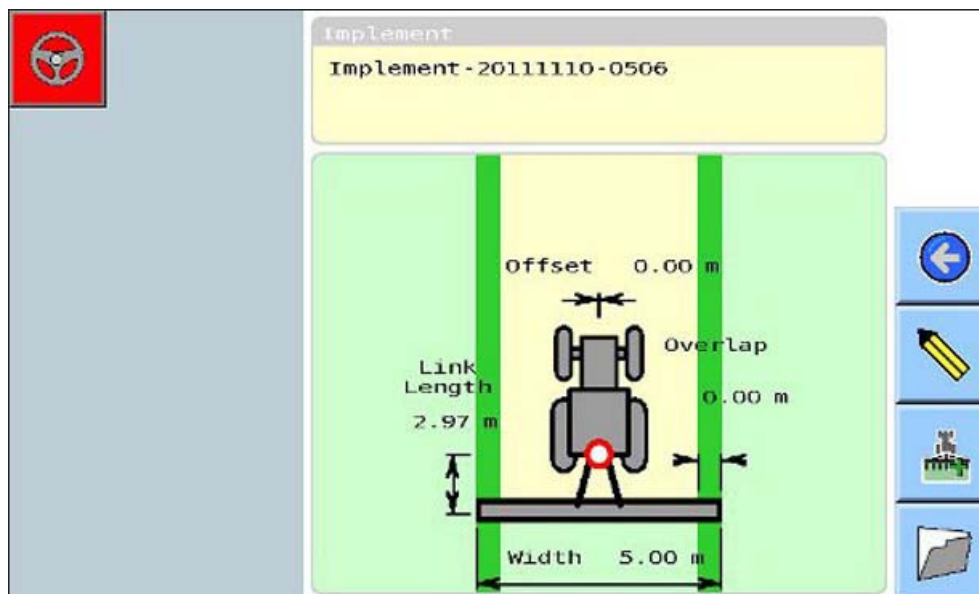 Implement
Implement-20111110-0506
Offset 0.00 m
Overlap
0.00 m
Link
Length
2.97 m
Width 5.00 m